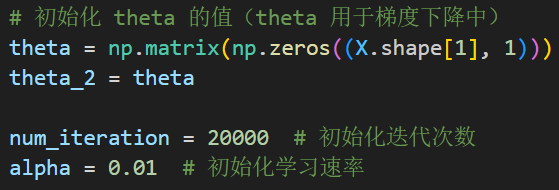 # 初始化 theta 的值（theta 用于梯度下降中）
theta = np.matrix(np.zeros((X.shape[1], 1)))
theta_2 = theta
num_iteration = 20000  # 初始化迭代次数
alpha = 0.01  # 初始化学习速率